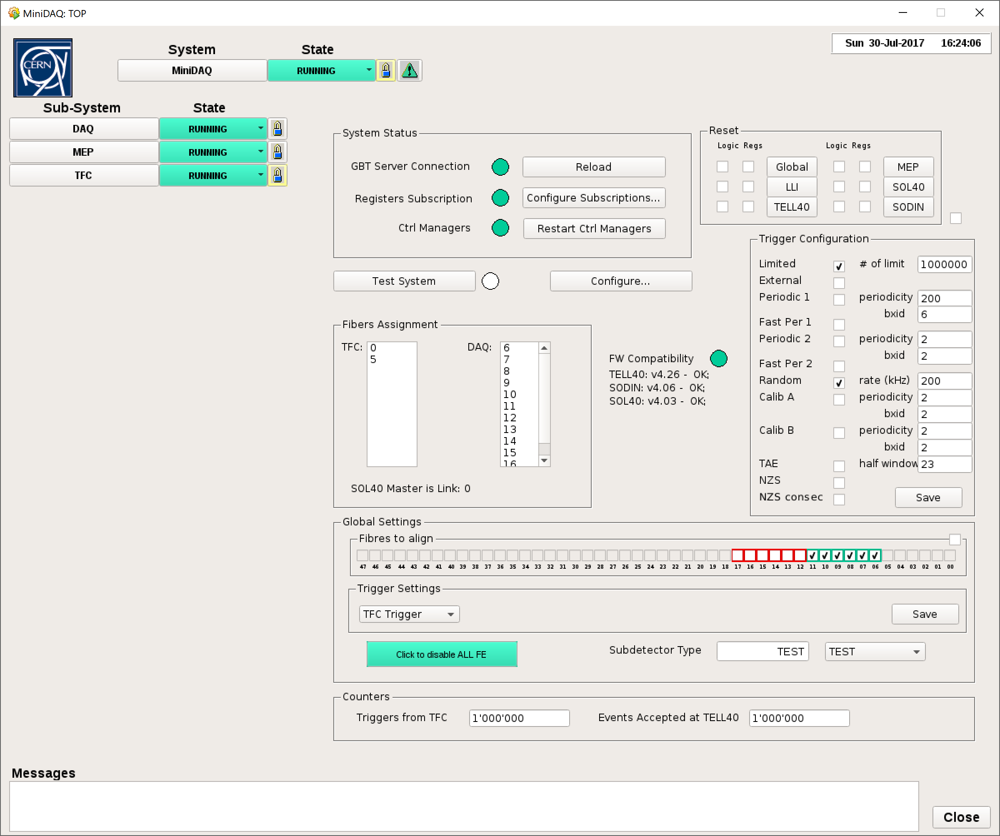 MiniDAQ: TOP
Sun 30-Jul-2017 16:24:06
CERN
System State
MiniDAQ RUNNING
Sub-System State
DAQ RUNNING
MEP RUNNING
TFC RUNNING
System Status
GBT Server Connection Reload
Registers Subscription Configure Subscriptions...
Ctrl Managers Restart Ctrl Managers
Test System Configure...
Reset
Logic Regs Logic Regs
Global MEP
LLI SOL40
TELL40 SODIN
Trigger Configuration
Limited # of limit 1000000
External
Periodic 1 periodicity 200
bxid 6
Fast Per 1
Periodic 2 periodicity 2
bxid 2
Fast Per 2
Random rate (kHz) 200
Calib A periodicity 2
bxid 2
Calib B periodicity 2
bxid 2
TAE half window 23
NZS
NZS consec
Save
Fibers Assignment
TFC: 0
5
DAQ: 6
7
8
9
10
11
12
13
14
15
16
SOL40 Master is Link: 0
FW Compatibility
TELL40: v4.26 - OK;
SODIN: v4.06 - OK;
SOL40: v4.03 - OK;
Global Settings
Fibres to align
47 46 45 44 43 42 41 40 39 38 37 36 35 34 33 32 31 30 29 28 27 26 25 24 23 22 21 20 19 18 17 16 15 14 13 12 11 10 09 08 07 06 05 04 03 02 01 00
Trigger Settings
TFC Trigger Save
Click to disable ALL FE Subdetector Type TEST TEST
Counters
Triggers from TFC 1'000'000 Events Accepted at TELL40 1'000'000
Messages
Close